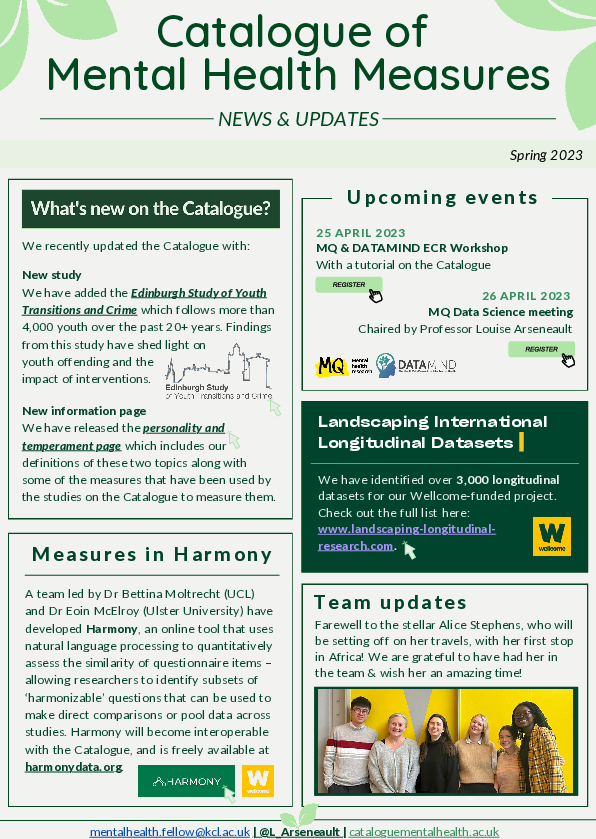 Catalogue of
Mental Health Measures
NEWS & UPDATES
Spring 2023
What's new on the Catalogue?
We recently updated the Catalogue with:
New study
We have added the Edinburgh Study of Youth
Transitions and Crime which follows more than
4,000 youth over the past 20+ years. Findings
from this study have shed light on
youth offending and the
impact of interventions.
Edinburgh Study
of Youth Transitions and Crime
New information page
We have released the personality and
temperament page which includes our
definitions of these two topics along with
some of the measures that have been used by
the studies on the Catalogue to measure them.
Measures in Harmony
A team led by Dr Bettina Moltrecht (UCL)
and Dr Eoin McElroy (Ulster University) have
developed Harmony, an online tool that uses
natural language processing to quantitatively
assess the similarity of questionnaire items –
allowing researchers to identify subsets of
‘harmonizable’ questions that can be used to
make direct comparisons or pool data across
studies. Harmony will become interoperable
with the Catalogue, and is freely available at
harmonydata.org.
HARMONY
W
wellcome
Upcoming events
25 APRIL 2023
MQ & DATAMIND ECR Workshop
With a tutorial on the Catalogue
REGISTER
26 APRIL 2023
MQ Data Science meeting
Chaired by Professor Louise Arseneault
REGISTER
MQ
Mental
health
research
DATAMIND
Landscaping International
Longitudinal Datasets
We have identified over 3,000 longitudinal
datasets for our Wellcome-funded project.
Check out the full list here:
www.landscaping-longitudinal-
research.com.
W
wellcome
Team updates
Farewell to the stellar Alice Stephens, who will
be setting off on her travels, with her first stop
in Africa! We are grateful to have had her in
the team & wish her an amazing time!
mentalhealth.fellow@kcl.ac.uk | @L_Arseneault | cataloguementalhealth.ac.uk